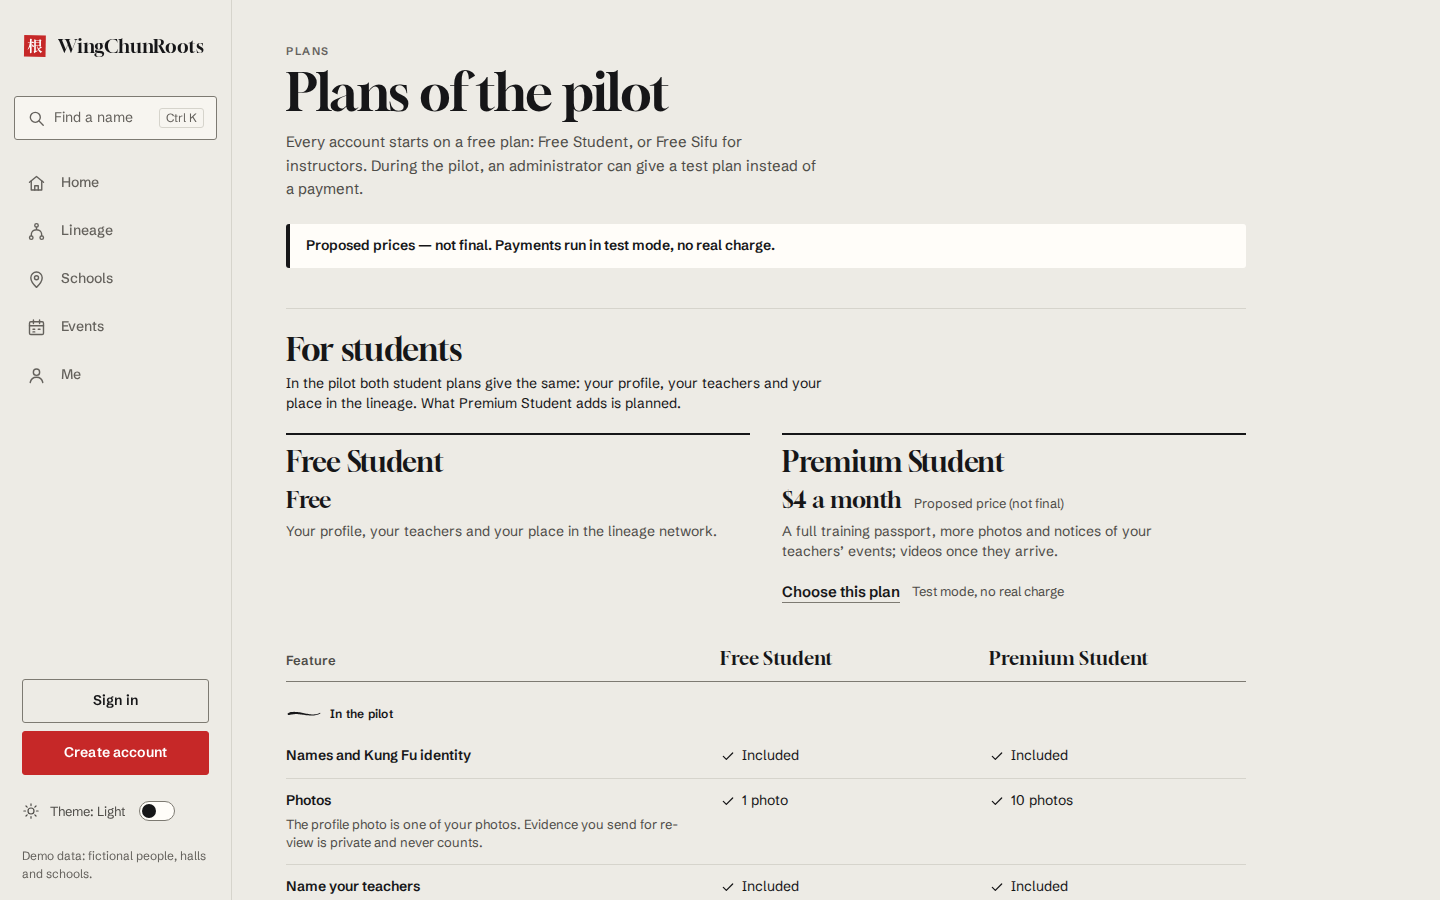 根 WingChunRoots
Find a name Ctrl K
Home
Lineage
Schools
Events
Me
Sign in
Create account
Theme: Light
Demo data: fictional people, halls
and schools.
PLANS
Plans of the pilot
Every account starts on a free plan: Free Student, or Free Sifu for
instructors. During the pilot, an administrator can give a test plan instead of
a payment.
Proposed prices — not final. Payments run in test mode, no real charge.
For students
In the pilot both student plans give the same: your profile, your teachers and your
place in the lineage. What Premium Student adds is planned.
Free Student
Free
Your profile, your teachers and your place in the lineage network.
Premium Student
$4 a month Proposed price (not final)
A full training passport, more photos and notices of your
teachers’ events; videos once they arrive.
Choose this plan Test mode, no real charge
Feature Free Student Premium Student
In the pilot
Names and Kung Fu identity Included Included
Photos 1 photo 10 photos
The profile photo is one of your photos. Evidence you send for re-
view is private and never counts.
Name your teachers Included Included